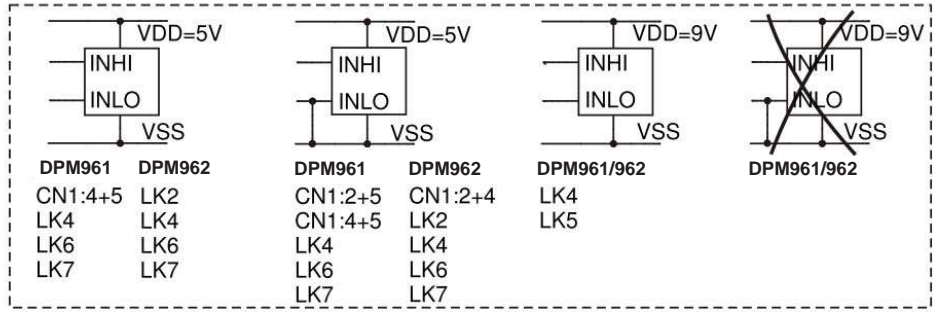 VDD=5V
INHI
INLO
VSS
DPM961 DPM962
CN1:4+5 LK2
LK4 LK4
LK6 LK6
LK7 LK7
VDD=5V
INHI
INLO
VSS
DPM961 DPM962
CN1:2+5 CN1:2+4
CN1:4+5 LK2
LK4 LK4
LK6 LK6
LK7 LK7
VDD=9V
INHI
INLO
VSS
DPM961/962
LK4
LK5
VDD=9V
INHI
INLO
VSS
DPM961/962